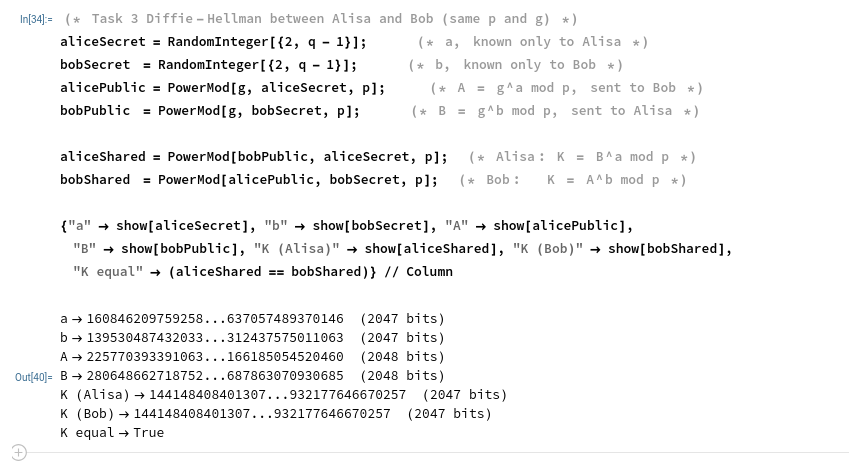 In[34]:= (* Task 3 Diffie-Hellman between Alisa and Bob (same p and g) *)
aliceSecret = RandomInteger[{2, q - 1}]; (* a, known only to Alisa *)
bobSecret = RandomInteger[{2, q - 1}]; (* b, known only to Bob *)
alicePublic = PowerMod[g, aliceSecret, p]; (* A = g^a mod p, sent to Bob *)
bobPublic = PowerMod[g, bobSecret, p]; (* B = g^b mod p, sent to Alisa *)
aliceShared = PowerMod[bobPublic, aliceSecret, p]; (* Alisa: K = B^a mod p *)
bobShared = PowerMod[alicePublic, bobSecret, p]; (* Bob: K = A^b mod p *)
{"a" → show[aliceSecret], "b" → show[bobSecret], "A" → show[alicePublic],
"B" → show[bobPublic], "K (Alisa)" → show[aliceShared], "K (Bob)" → show[bobShared],
"K equal" → (aliceShared == bobShared)} // Column
a → 160846209759258...637057489370146 (2047 bits)
b → 139530487432033...312437575011063 (2047 bits)
A → 225770393391063...166185054520460 (2048 bits)
Out[40]= B → 280648662718752...687863070930685 (2048 bits)
K (Alisa) → 144148408401307...932177646670257 (2047 bits)
K (Bob) → 144148408401307...932177646670257 (2047 bits)
K equal → True